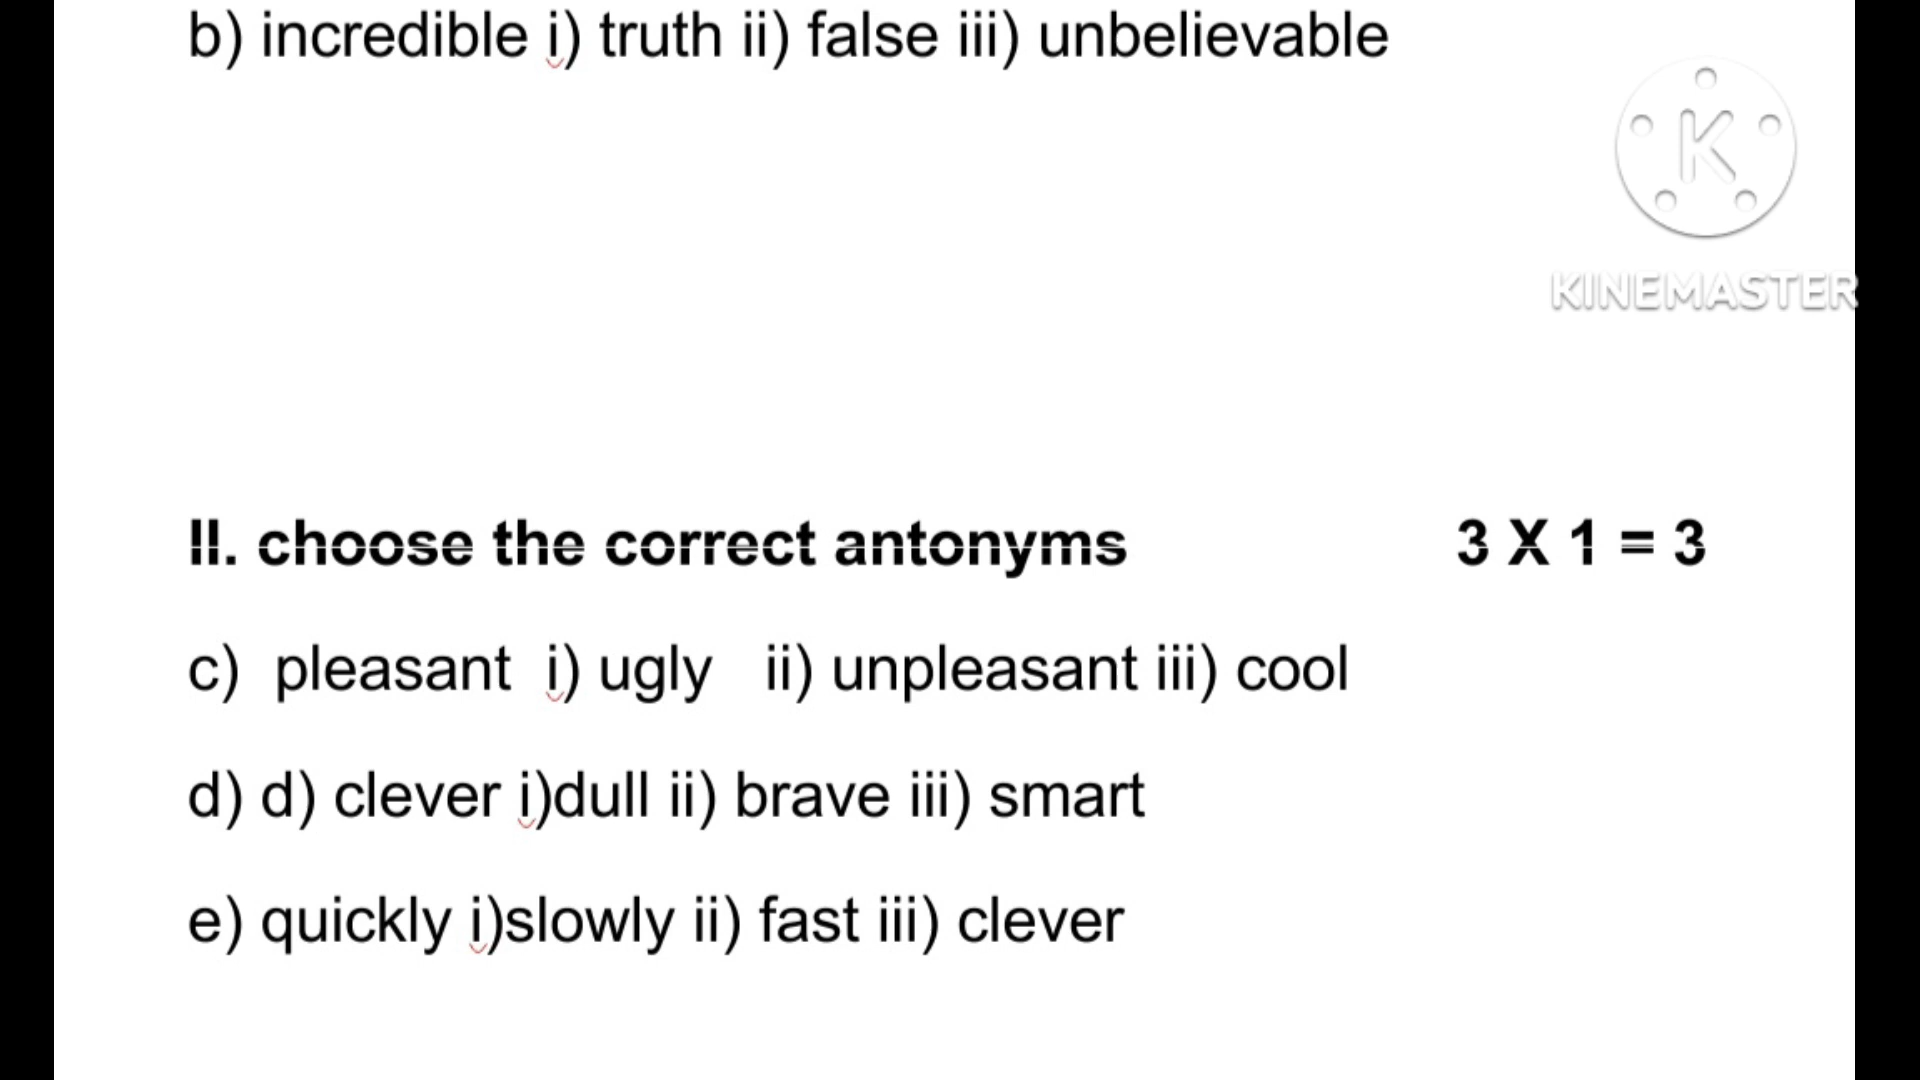 b) incredible i) truth ii) false iii) unbelievable
K
KINEMASTER
II. choose the correct antonyms 3 X 1 = 3
c) pleasant i) ugly ii) unpleasant iii) cool
d) d) clever i)dull ii) brave iii) smart
e) quickly i)slowly ii) fast iii) clever